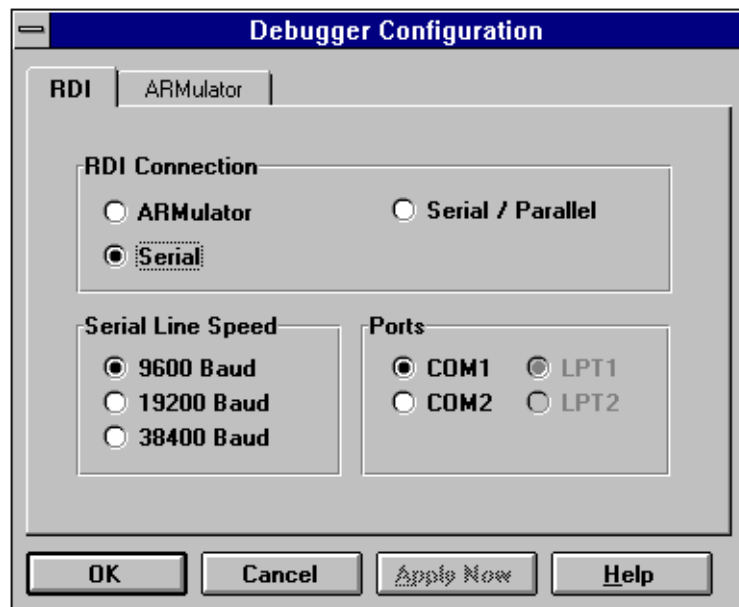 Debugger Configuration
RDI ARMulator
RDI Connection
ARMulator Serial / Parallel
Serial
Serial Line Speed Ports
9600 Baud COM1 LPT1
19200 Baud COM2 LPT2
38400 Baud
OK Cancel Apply Now Help